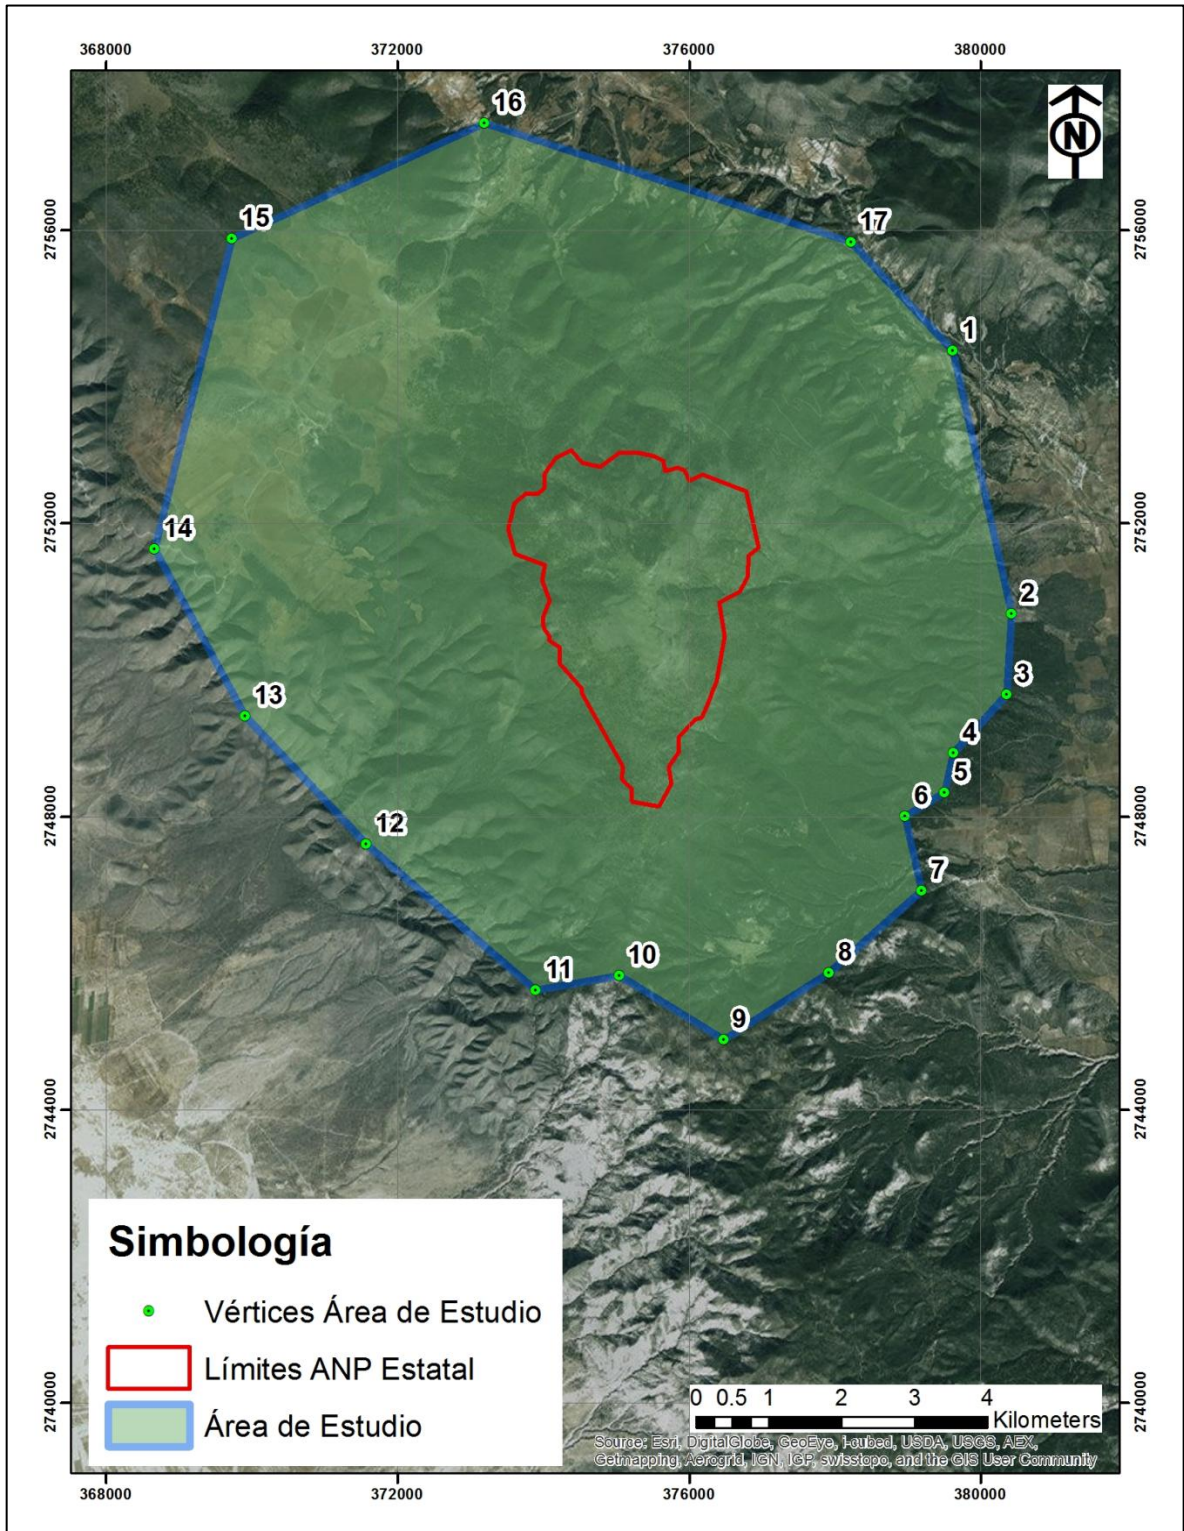 368000 372000 376000 380000
N
16
15
17
2756000 2756000
1
2752000 2752000
14
2
3
13
4
5
6
2748000 2748000
12
7
8
10
11
9
2744000 2744000
Simbología
Vértices Área de Estudio
Límites ANP Estatal
Área de Estudio
2740000 2740000
0 0.5 1 2 3 4
Kilometers
Source: Esri, DigitalGlobe, GeoEye, i-cubed, USDA, USGS, AEX,
Getmapping, Aerogrid, IGN, IGP, swisstopo, and the GIS User Community
368000 372000 376000 380000